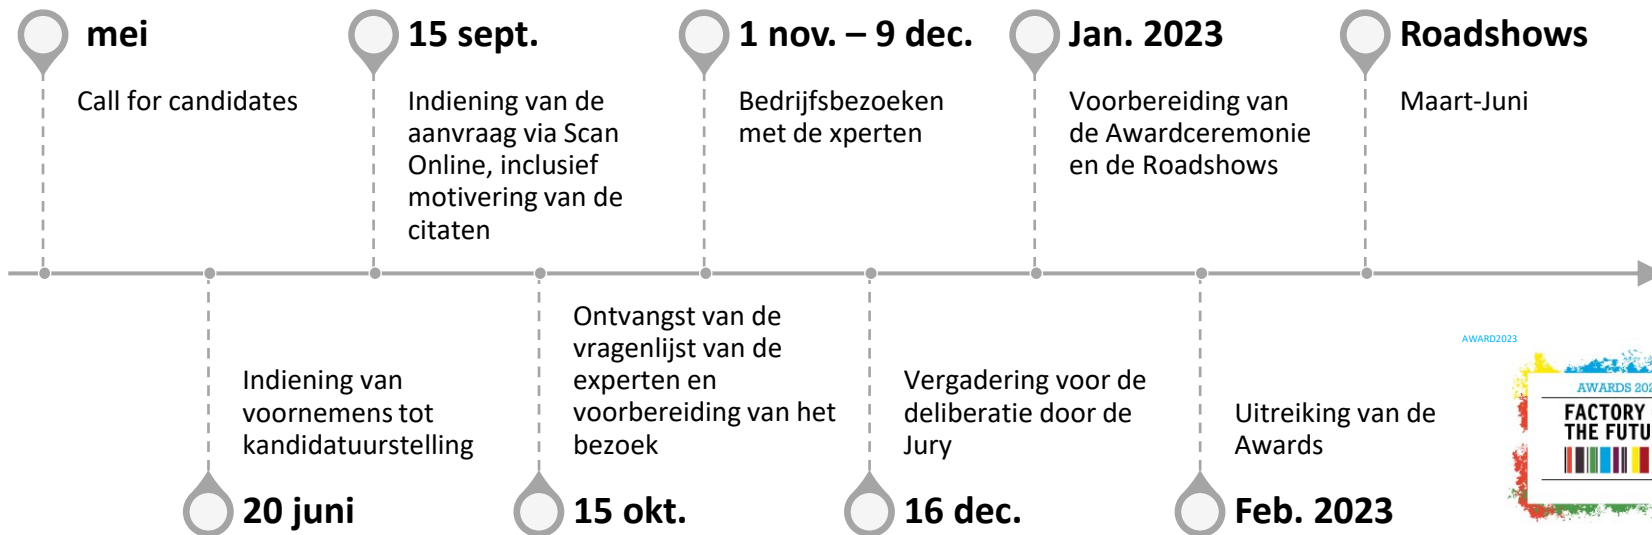 mei
Call for candidates
15 sept.
Indiening van de
aanvraag via Scan
Online, inclusief
motivering van de
citaten
1 nov. – 9 dec.
Bedrijfsbezoeken
met de xperten
Jan. 2023
Voorbereiding van
de Awardceremonie
en de Roadshows
Roadshows
Maart-Juni
Indiening van
voornemens tot
kandidatuurstelling
20 juni
Ontvangst van de
vragenlijst van de
experten en
voorbereiding van het
bezoek
15 okt.
Vergadering voor de
deliberatie door de
Jury
16 dec.
Uitreiking van de
Awards
Feb. 2023
AWARD2023
AWARDS 202
FACTORY
THE FUTU